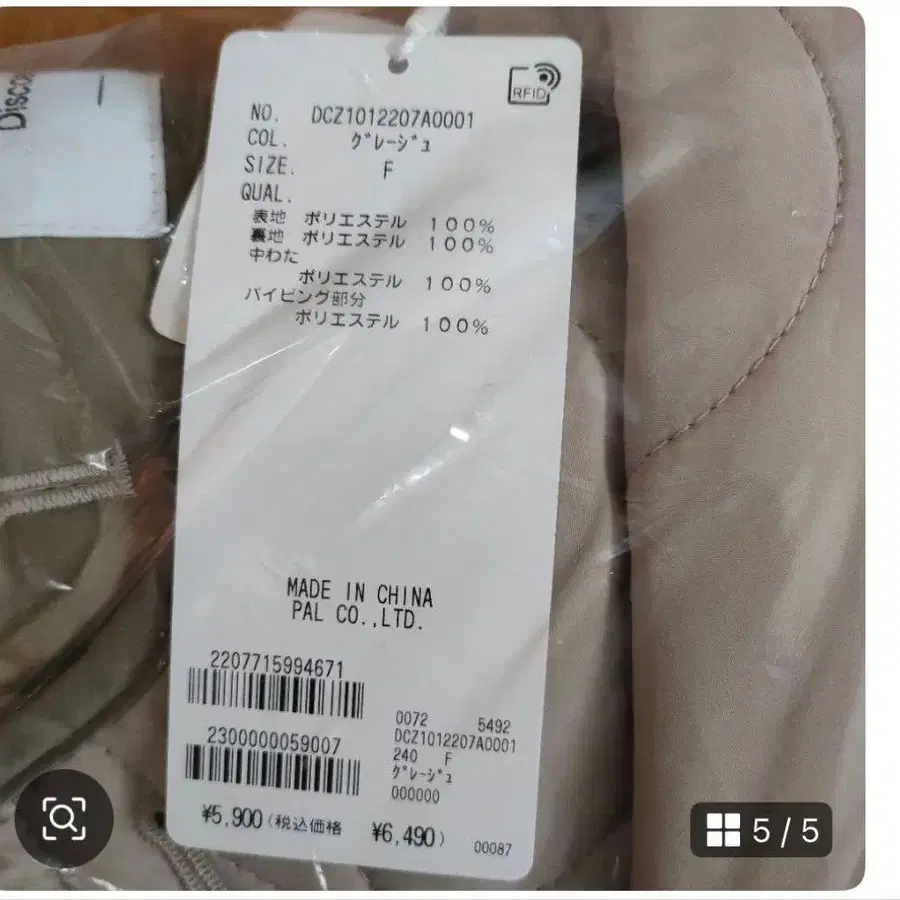 Disco
RFID
NO. DCZ1012207A0001
COL. グレージュ
SIZE. F
QUAL.
表地 ポリエステル 100%
裏地 ポリエステル 100%
中わた
ポリエステル 100%
パイピング部分
ポリエステル 100%
MADE IN CHINA
PAL CO.,LTD.
2207715994671
2300000059007
0072 5492
DCZ1012207A0001
240 F
グレージュ
000000
¥5,900(税込価格 ¥6,490)
00087
5/5